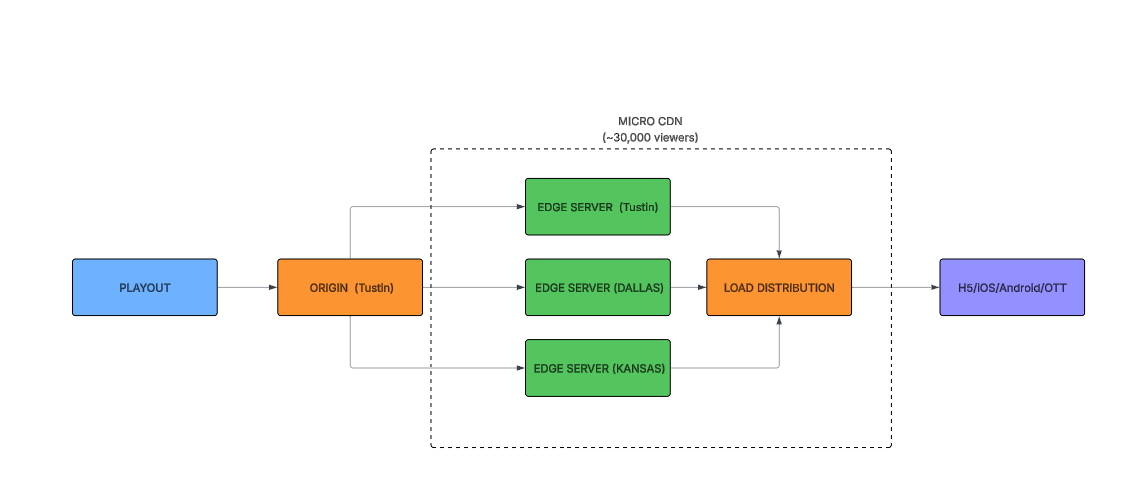 MICRO CDN
(~30,000 viewers)
EDGE SERVER (Tustin)
PLAYOUT
ORIGIN (Tustin)
EDGE SERVER (DALLAS)
LOAD DISTRIBUTION
H5/iOS/Android/OTT
EDGE SERVER (KANSAS)